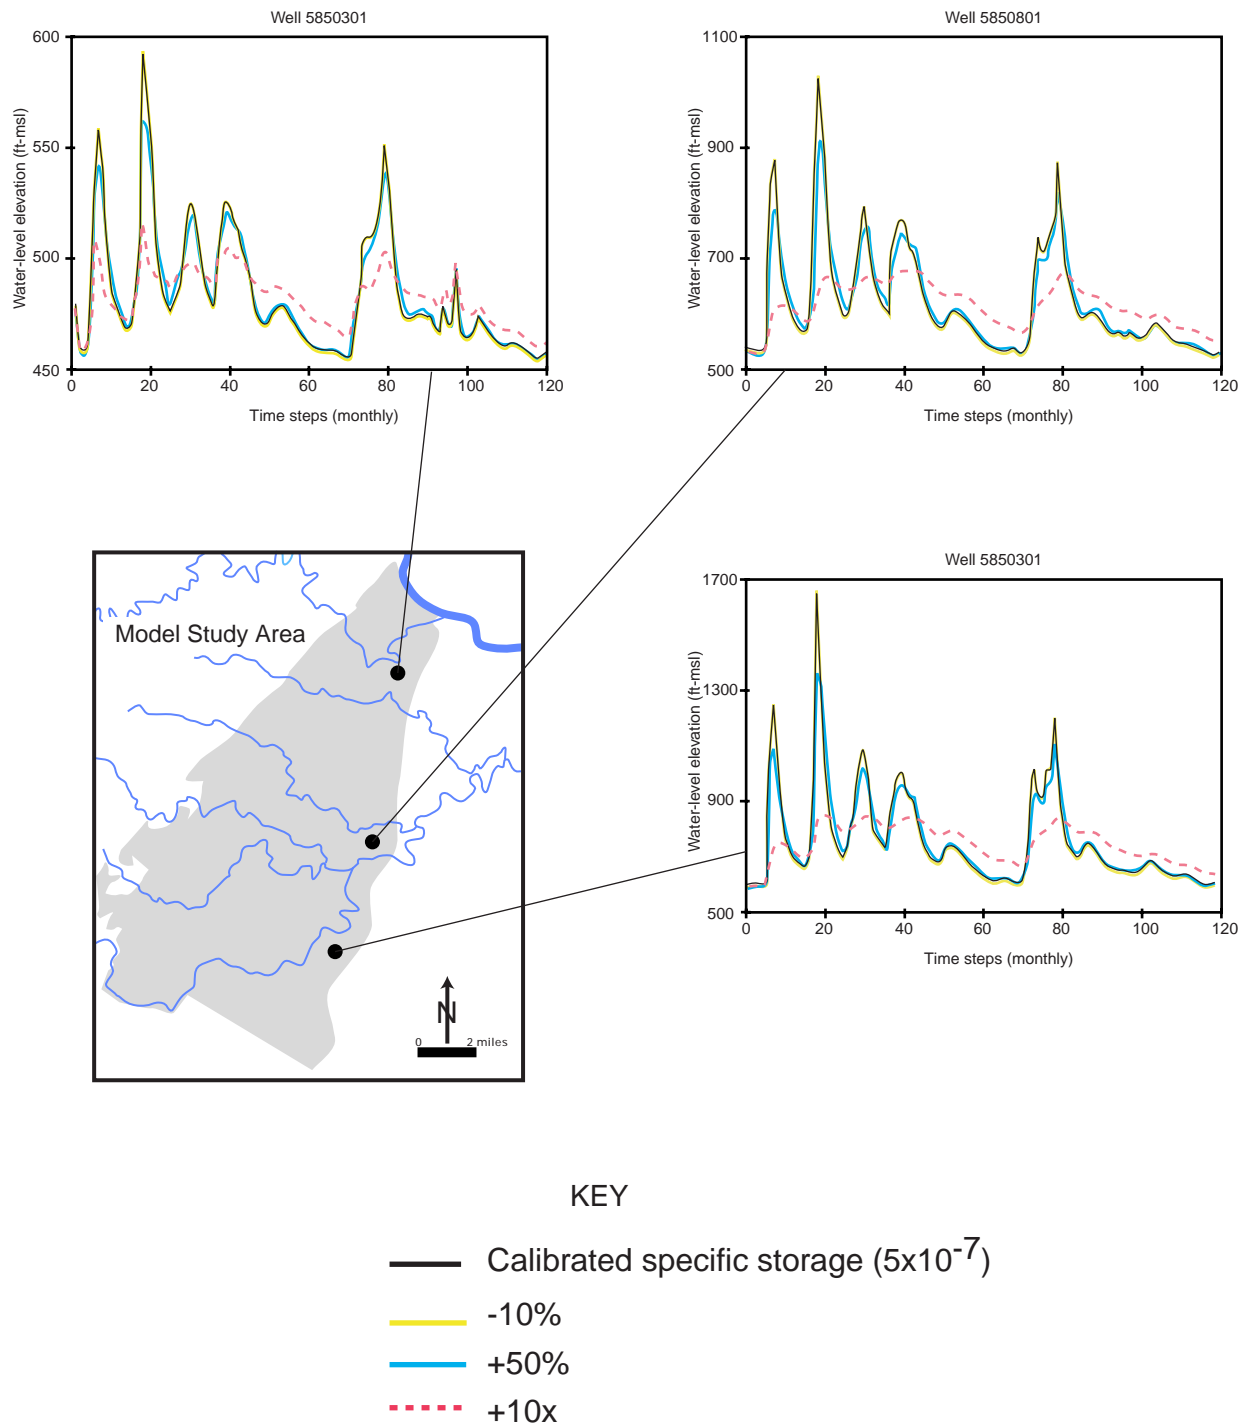 Well 5850301
600
550
500
450
Water-level elevation (ft-msl)
0 20 40 60 80 100 120
Time steps (monthly)
Well 5850801
1100
900
800
700
500
Water-level elevation (ft-msl)
0 20 40 60 80 100 120
Time steps (monthly)
Model Study Area
N
0 2 miles
Well 5850301
1700
1300
900
500
Water-level elevation (ft-msl)
0 20 40 60 80 100 120
Time steps (monthly)
KEY
Calibrated specific storage (5x10⁻⁷)
-10%
+50%
+10x